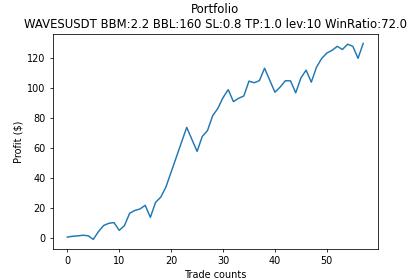 Portfolio
WAVESUSDT BBM:2.2 BBL:160 SL:0.8 TP:1.0 lev:10 WinRatio:72.0
Profit ($)
120
100
80
60
40
20
0
0 10 20 30 40 50
Trade counts